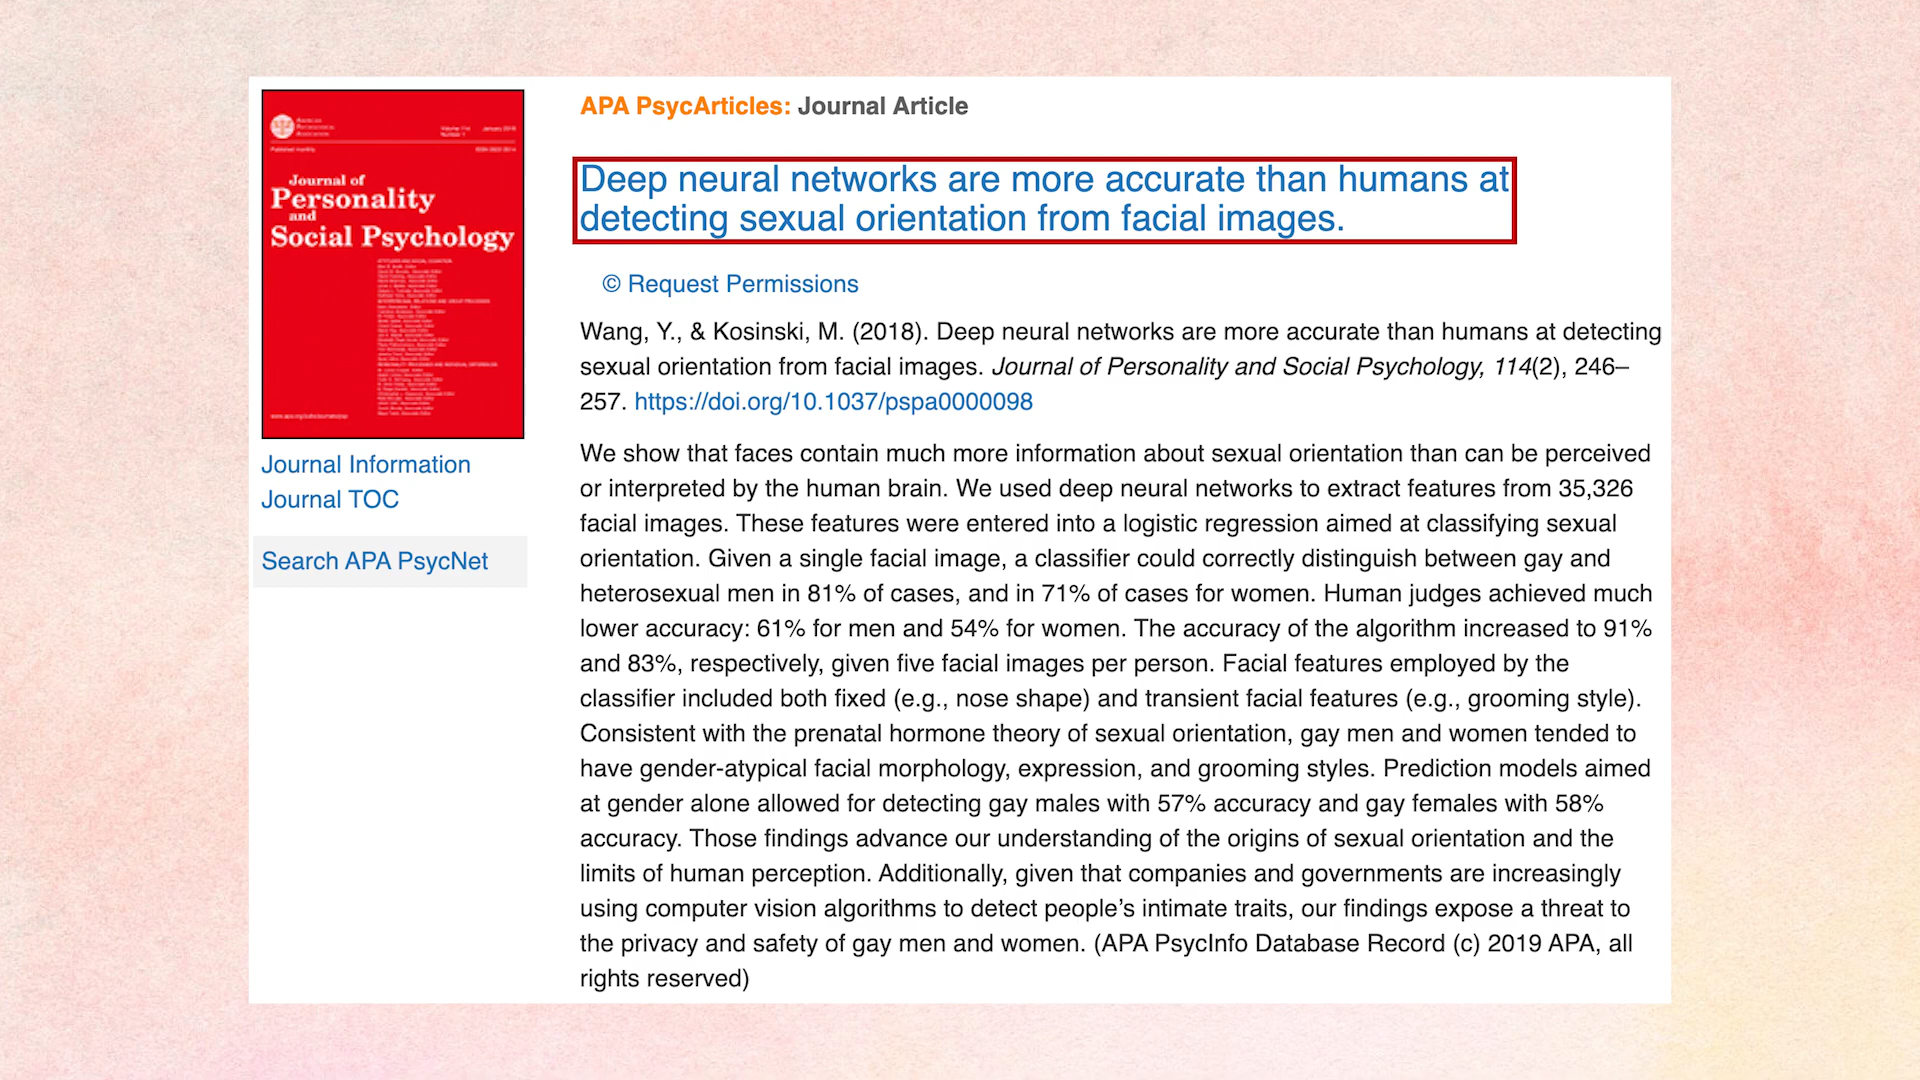 APA PsycArticles: Journal Article
Deep neural networks are more accurate than humans at
detecting sexual orientation from facial images.
© Request Permissions
Wang, Y., & Kosinski, M. (2018). Deep neural networks are more accurate than humans at detecting
sexual orientation from facial images. Journal of Personality and Social Psychology, 114(2), 246–
257. https://doi.org/10.1037/pspa0000098
We show that faces contain much more information about sexual orientation than can be perceived
or interpreted by the human brain. We used deep neural networks to extract features from 35,326
facial images. These features were entered into a logistic regression aimed at classifying sexual
orientation. Given a single facial image, a classifier could correctly distinguish between gay and
heterosexual men in 81% of cases, and in 71% of cases for women. Human judges achieved much
lower accuracy: 61% for men and 54% for women. The accuracy of the algorithm increased to 91%
and 83%, respectively, given five facial images per person. Facial features employed by the
classifier included both fixed (e.g., nose shape) and transient facial features (e.g., grooming style).
Consistent with the prenatal hormone theory of sexual orientation, gay men and women tended to
have gender-atypical facial morphology, expression, and grooming styles. Prediction models aimed
at gender alone allowed for detecting gay males with 57% accuracy and gay females with 58%
accuracy. Those findings advance our understanding of the origins of sexual orientation and the
limits of human perception. Additionally, given that companies and governments are increasingly
using computer vision algorithms to detect people’s intimate traits, our findings expose a threat to
the privacy and safety of gay men and women. (APA PsycInfo Database Record (c) 2019 APA, all
rights reserved)
Journal of
Personality
and
Social Psychology
Journal Information
Journal TOC
Search APA PsycNet